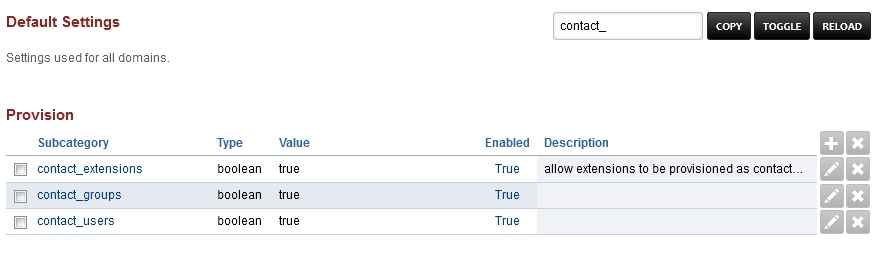 Default Settings
contact_ COPY TOGGLE RELOAD
Settings used for all domains.
Provision
Subcategory Type Value Enabled Description
contact_extensions boolean true True allow extensions to be provisioned as contact...
contact_groups boolean true True
contact_users boolean true True